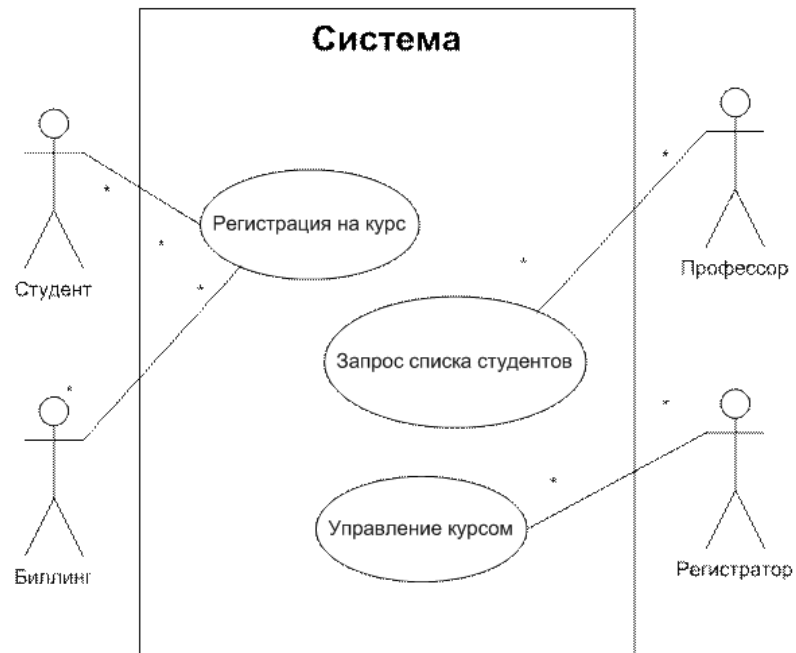 Система
Студент
Регистрация на курс
Профессор
Запрос списка студентов
Биллинг
Управление курсом
Регистратор
*
*
*
*
*
*
*
*